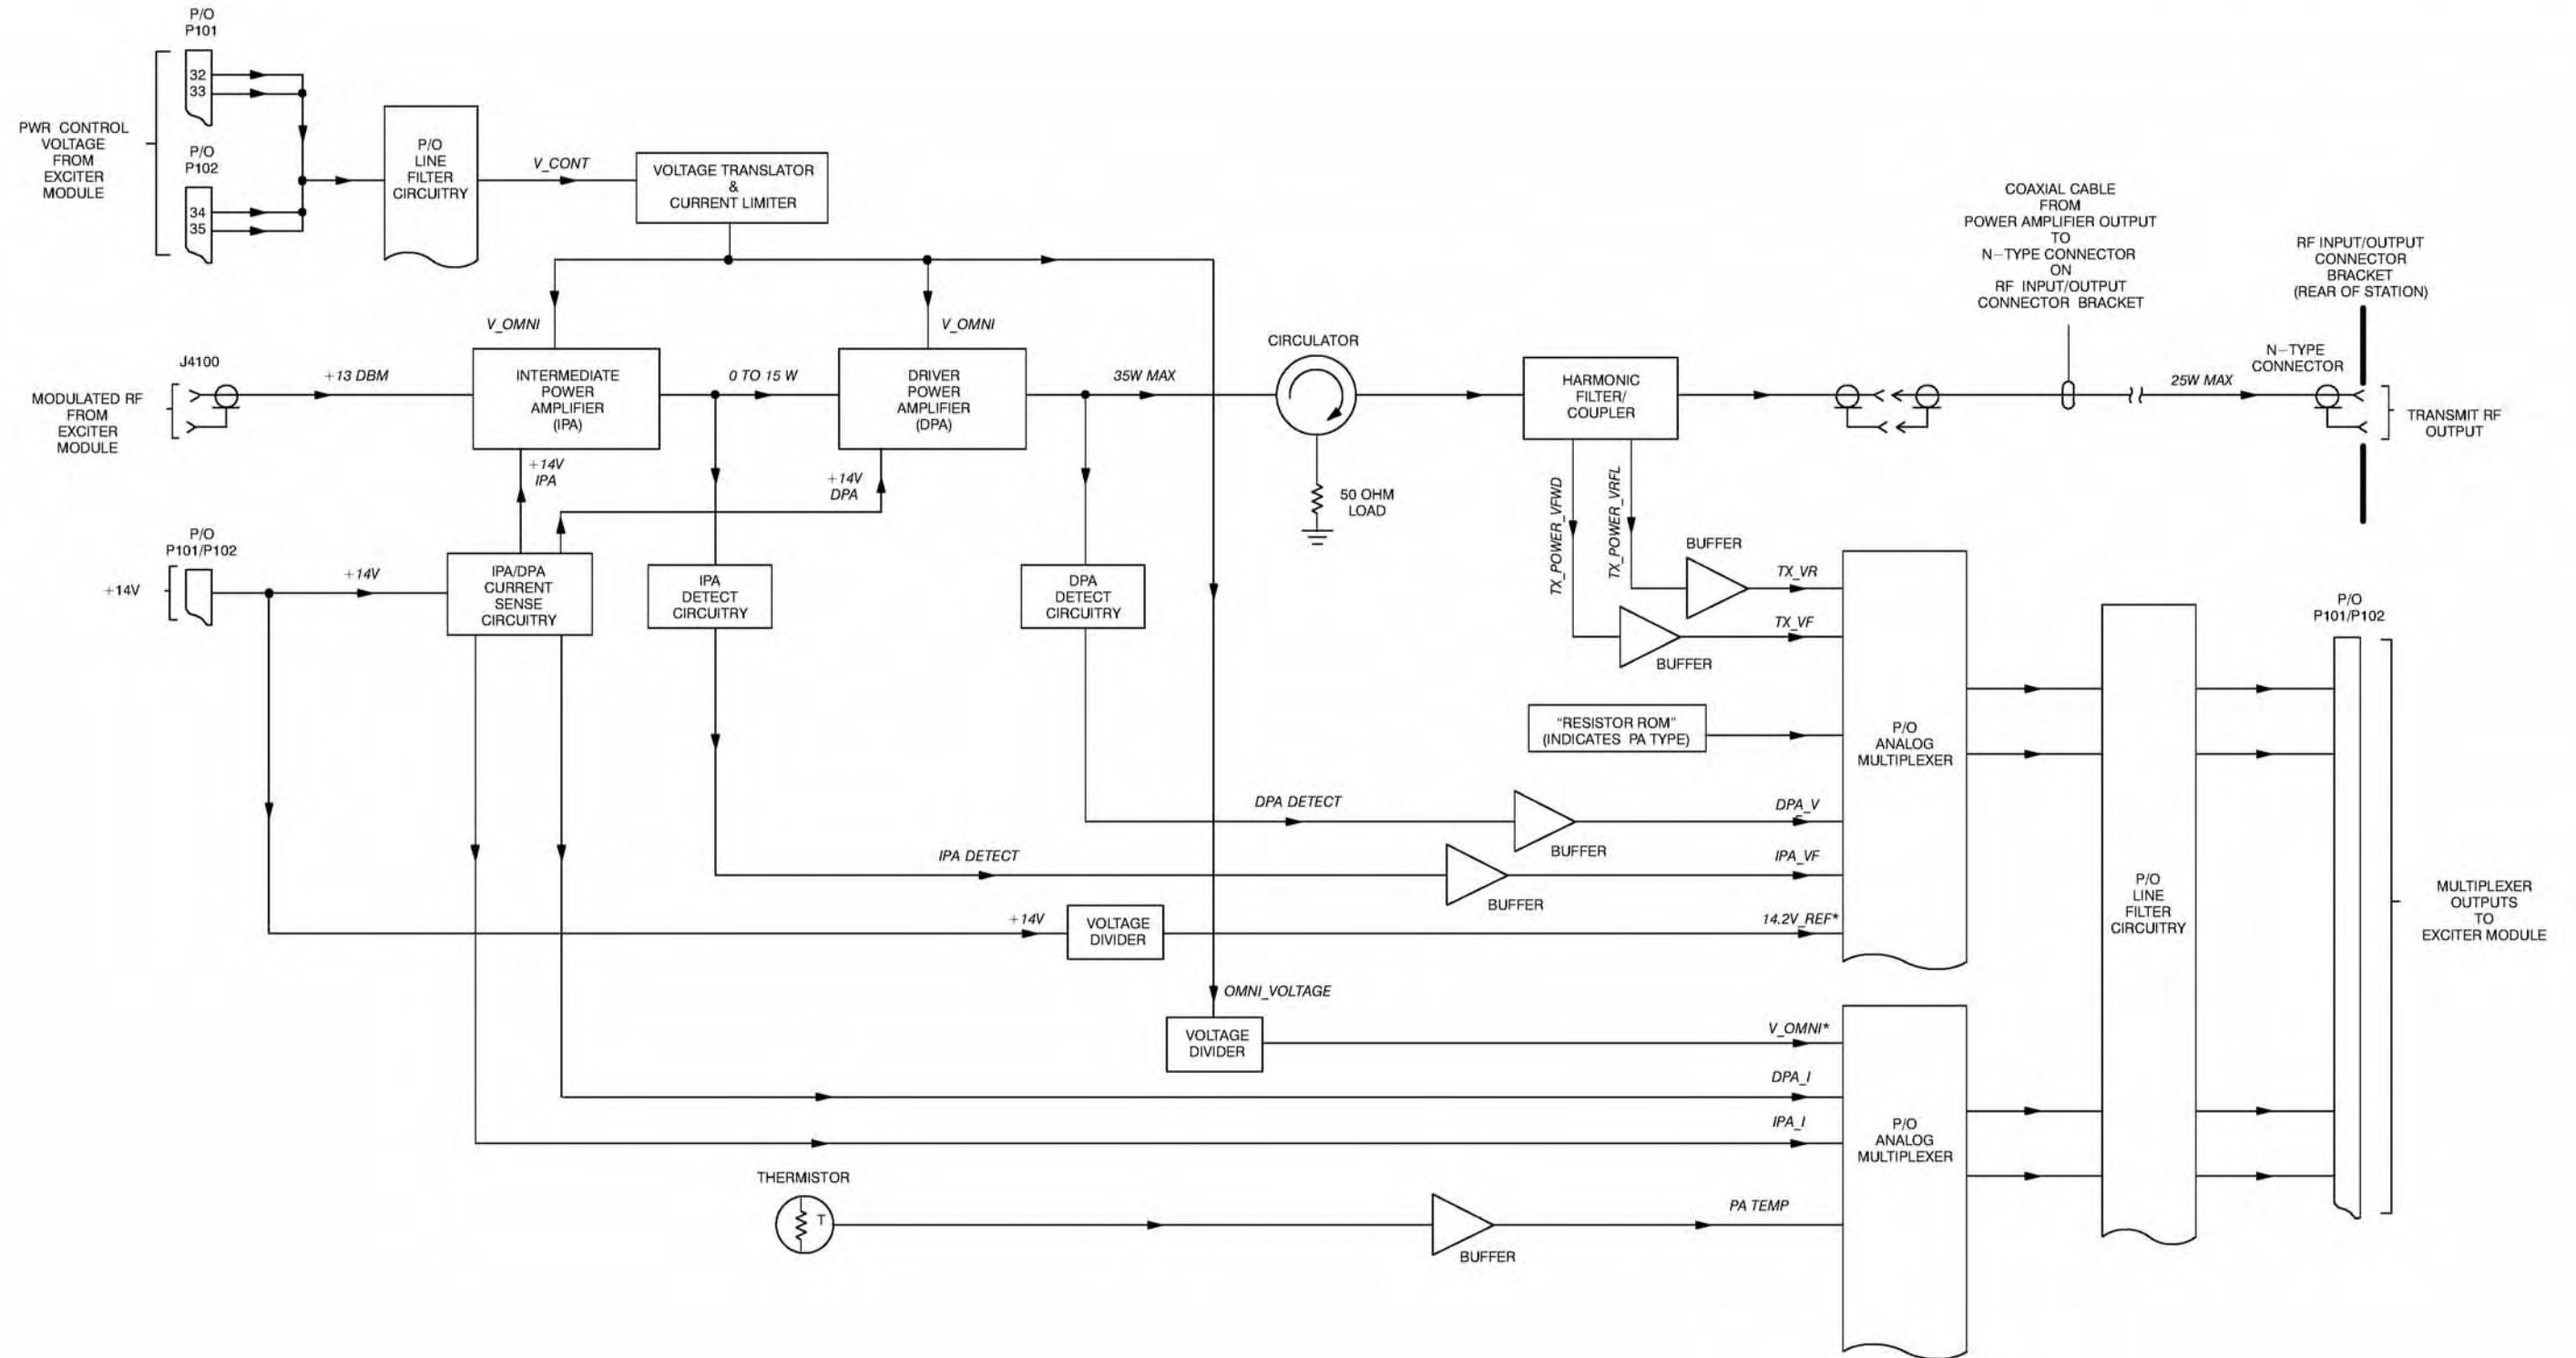 P/O
P101
32
33
PWR CONTROL
VOLTAGE
FROM
EXCITER
MODULE
P/O
P102
34
35
P/O
LINE
FILTER
CIRCUITRY
V_CONT
VOLTAGE TRANSLATOR
&
CURRENT LIMITER
COAXIAL CABLE
FROM
POWER AMPLIFIER OUTPUT
TO
N–TYPE CONNECTOR
ON
RF INPUT/OUTPUT
CONNECTOR BRACKET
RF INPUT/OUTPUT
CONNECTOR
BRACKET
(REAR OF STATION)
V_OMNI
V_OMNI
CIRCULATOR
N–TYPE
CONNECTOR
J4100
MODULATED RF
FROM
EXCITER
MODULE
+13 DBM
INTERMEDIATE
POWER
AMPLIFIER
(IPA)
0 TO 15 W
DRIVER
POWER
AMPLIFIER
(DPA)
35W MAX
HARMONIC
FILTER/
COUPLER
25W MAX
TRANSMIT RF
OUTPUT
+14V
IPA
+14V
DPA
50 OHM
LOAD
TX_POWER_VFWD
TX_POWER_VRFL
P/O
P101/P102
+14V
+14V
IPA/DPA
CURRENT
SENSE
CIRCUITRY
IPA
DETECT
CIRCUITRY
DPA
DETECT
CIRCUITRY
BUFFER
TX_VR
TX_VF
BUFFER
"RESISTOR ROM"
(INDICATES PA TYPE)
P/O
ANALOG
MULTIPLEXER
P/O
P101/P102
DPA DETECT
DPA_V
BUFFER
IPA DETECT
IPA_VF
BUFFER
+14V
VOLTAGE
DIVIDER
14.2V_REF*
P/O
LINE
FILTER
CIRCUITRY
MULTIPLEXER
OUTPUTS
TO
EXCITER MODULE
OMNI_VOLTAGE
VOLTAGE
DIVIDER
V_OMNI*
DPA_I
IPA_I
P/O
ANALOG
MULTIPLEXER
THERMISTOR
T
PA TEMP
BUFFER